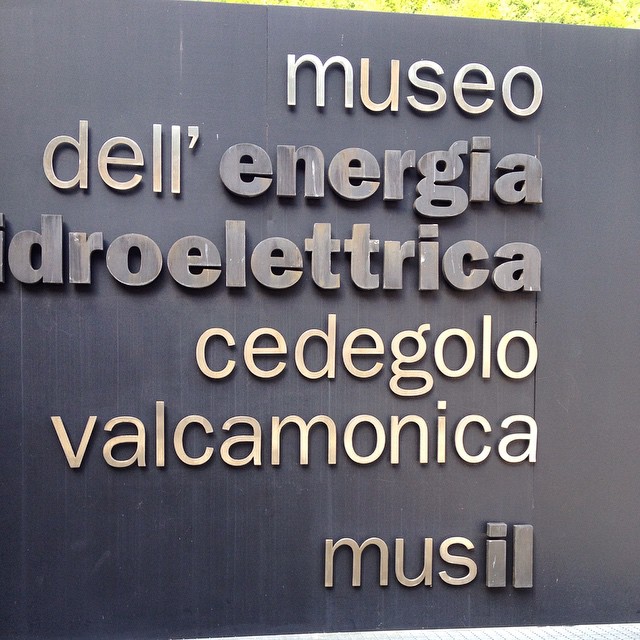 museo
dell'energia
idroelettrica
cedegolo
valcamonica
musil